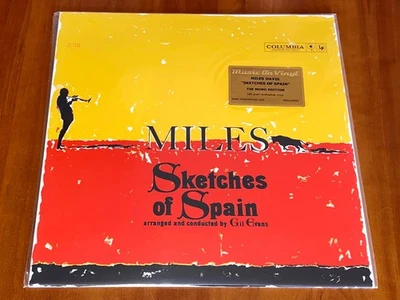 COLUMBIA
Music On Vinyl
MILES DAVIS
"SKETCHES OF SPAIN"
THE MONO EDITION
MILES
Sketches
of Spain
arranged and conducted by Gil Evans